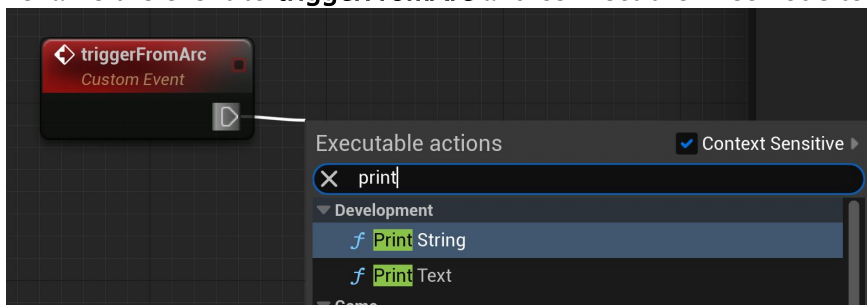 triggerFromArc
Custom Event
Executable actions
Context Sensitive
print
Development
f Print String
f Print Text